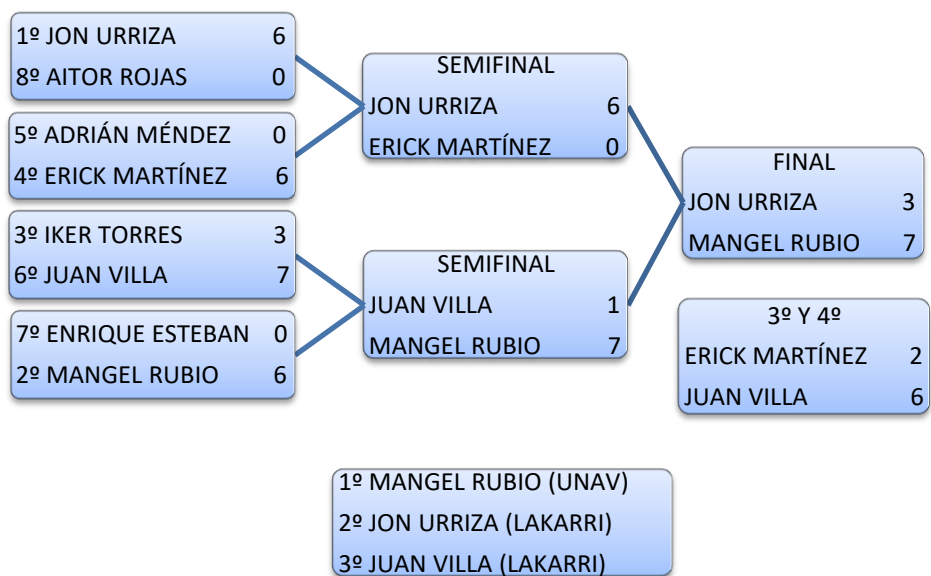 1º JON URRIZA 6
8º AITOR ROJAS 0
5º ADRIÁN MÉNDEZ 0
4º ERICK MARTÍNEZ 6
3º IKER TORRES 3
6º JUAN VILLA 7
7º ENRIQUE ESTEBAN 0
2º MANGEL RUBIO 6
SEMIFINAL
JON URRIZA 6
ERICK MARTÍNEZ 0
SEMIFINAL
JUAN VILLA 1
MANGEL RUBIO 7
FINAL
JON URRIZA 3
MANGEL RUBIO 7
3º Y 4º
ERICK MARTÍNEZ 2
JUAN VILLA 6
1º MANGEL RUBIO (UNAV)
2º JON URRIZA (LAKARRI)
3º JUAN VILLA (LAKARRI)